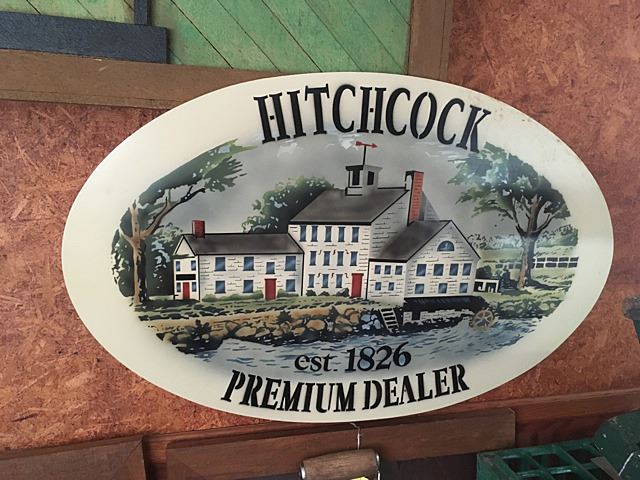 HITCHCOCK
est. 1826
PREMIUM DEALER